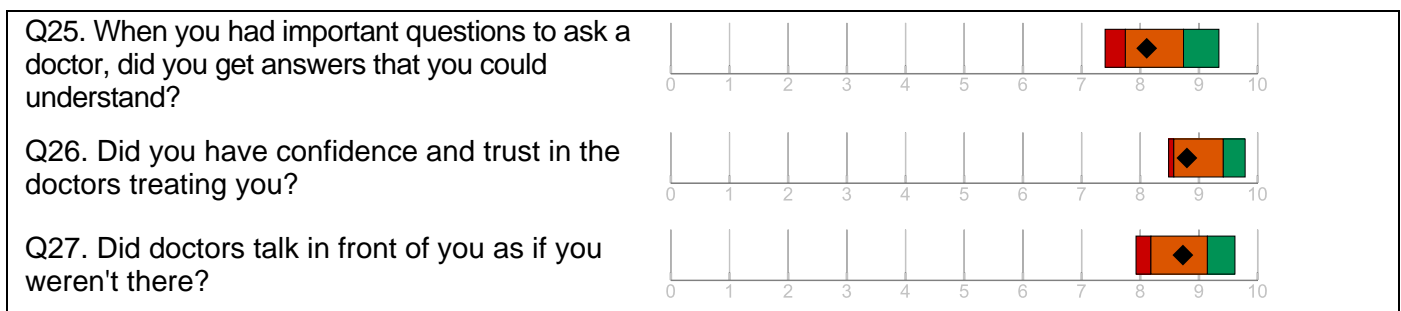 Q25. When you had important questions to ask a
doctor, did you get answers that you could
understand?
0 1 2 3 4 5 6 7 8 9 10
Q26. Did you have confidence and trust in the
doctors treating you?
0 1 2 3 4 5 6 7 8 9 10
Q27. Did doctors talk in front of you as if you
weren't there?
0 1 2 3 4 5 6 7 8 9 10